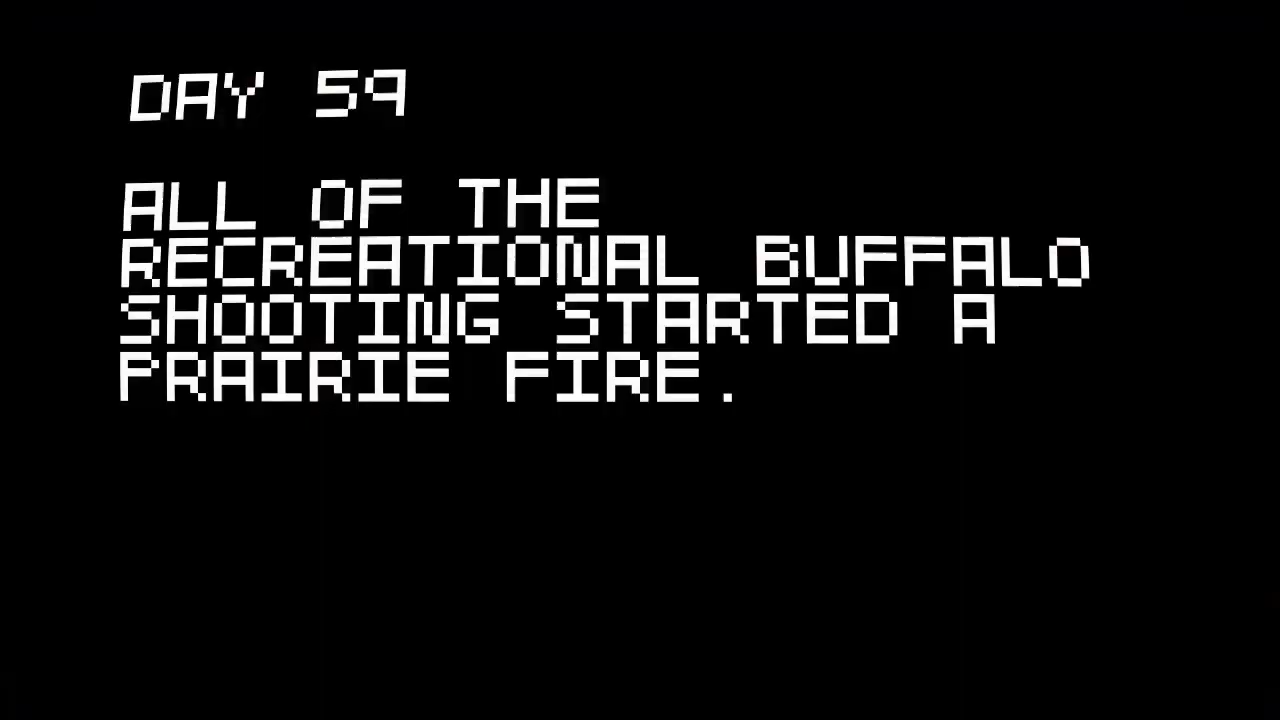 DAY 59
ALL OF THE
RECREATIONAL BUFFALO
SHOOTING STARTED A
PRAIRIE FIRE.